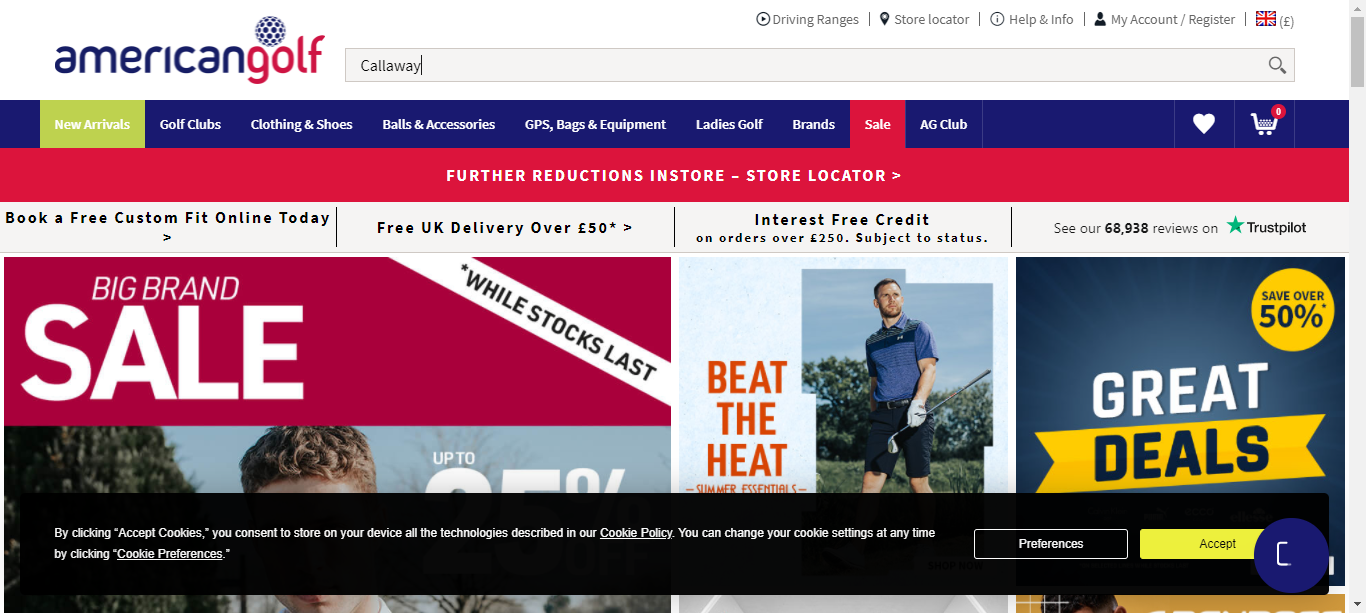 Driving Ranges
Store locator
Help & Info
My Account / Register
(£)
americangolf
Callaway
New Arrivals
Golf Clubs
Clothing & Shoes
Balls & Accessories
GPS, Bags & Equipment
Ladies Golf
Brands
Sale
AG Club
0
FURTHER REDUCTIONS INSTORE – STORE LOCATOR >
Book a Free Custom Fit Online Today
>
Free UK Delivery Over £50* >
Interest Free Credit
on orders over £250. Subject to status.
See our 68,938 reviews on Trustpilot
BIG BRAND
SALE
*WHILE STOCKS LAST
UP TO
BEAT
THE
HEAT
– SUMMER ESSENTIALS –
SHOP NOW
SAVE OVER
50%*
GREAT
DEALS
By clicking “Accept Cookies,” you consent to store on your device all the technologies described in our Cookie Policy. You can change your cookie settings at any time
by clicking “Cookie Preferences.”
Preferences
Accept